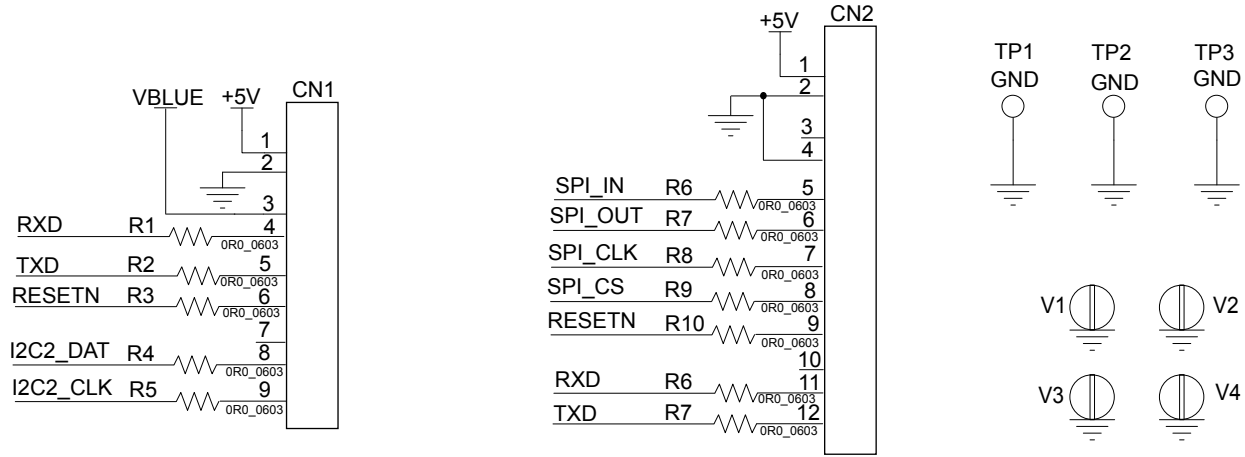 CN1
VBLUE +5V
1
2
3
RXD R1 4
0R0_0603
TXD R2 5
0R0_0603
RESETN R3 6
0R0_0603
7
I2C2_DAT R4 8
0R0_0603
I2C2_CLK R5 9
0R0_0603
CN2
+5V
1
2
3
4
SPI_IN R6 5
0R0_0603
SPI_OUT R7 6
0R0_0603
SPI_CLK R8 7
0R0_0603
SPI_CS R9 8
0R0_0603
RESETN R10 9
0R0_0603
10
RXD R6 11
0R0_0603
TXD R7 12
0R0_0603
TP1 TP2 TP3
GND GND GND
V1 V2
V3 V4